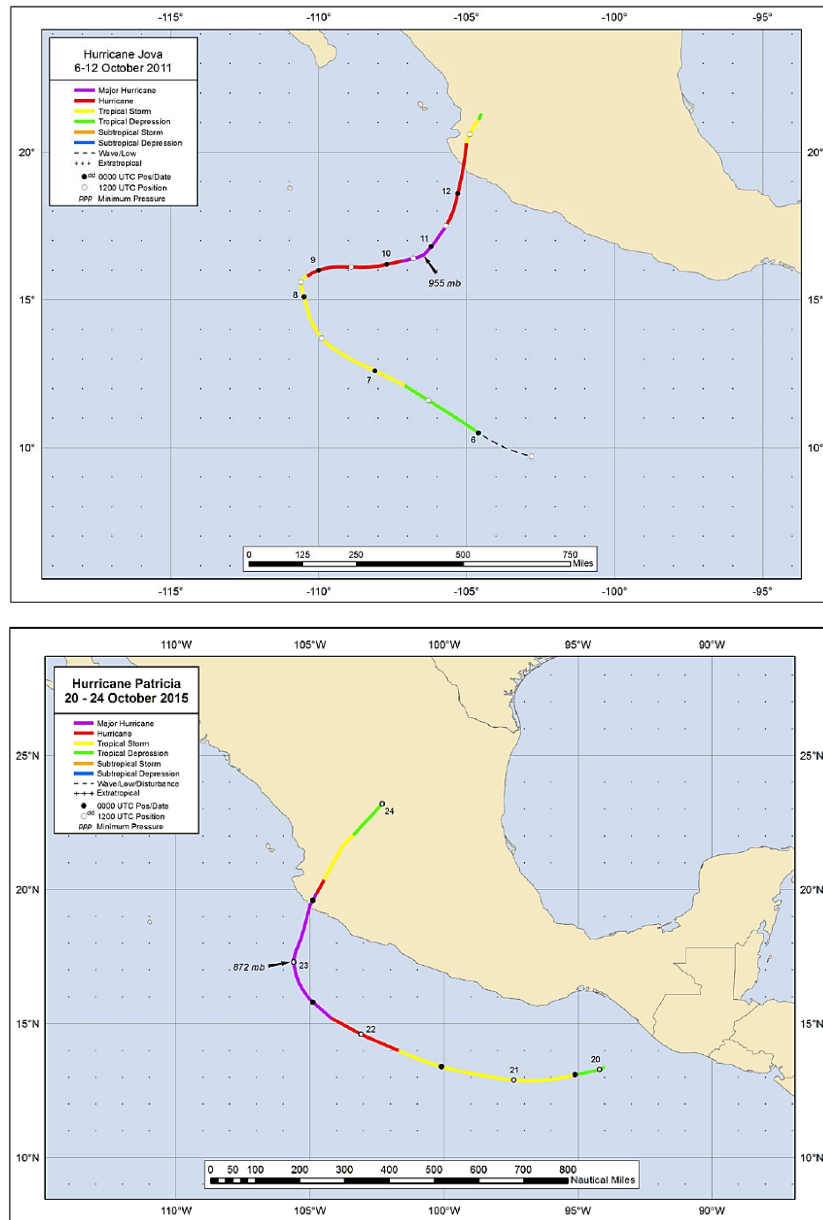 -115° -110° -105° -100° -95°
Hurricane Jova
6-12 October 2011
Major Hurricane
Hurricane
Tropical Storm
Tropical Depression
Subtropical Storm
Subtropical Depression
Wave/Low
+++ Extratropical
dd 0000 UTC Pos/Date
1200 UTC Position
PPP Minimum Pressure
20° 20°
12
11
10
9
955 mb
15° 15°
8
7
6
10° 10°
0 125 250 500 750
Miles
-115° -110° -105° -100° -95°
110°W 105°W 100°W 95°W 90°W
Hurricane Patricia
20 - 24 October 2015
Major Hurricane
Hurricane
Tropical Storm
Tropical Depression
Subtropical Storm
Subtropical Depression
Wave/Low/Disturbance
+++ Extratropical
dd 0000 UTC Pos/Date
1200 UTC Position
PPP Minimum Pressure
25°N 25°N
24
20°N 20°N
872 mb 23
22
15°N 15°N
21
20
10°N 10°N
0 50 100 200 300 400 500 600 700 800
Nautical Miles
110°W 105°W 100°W 95°W 90°W